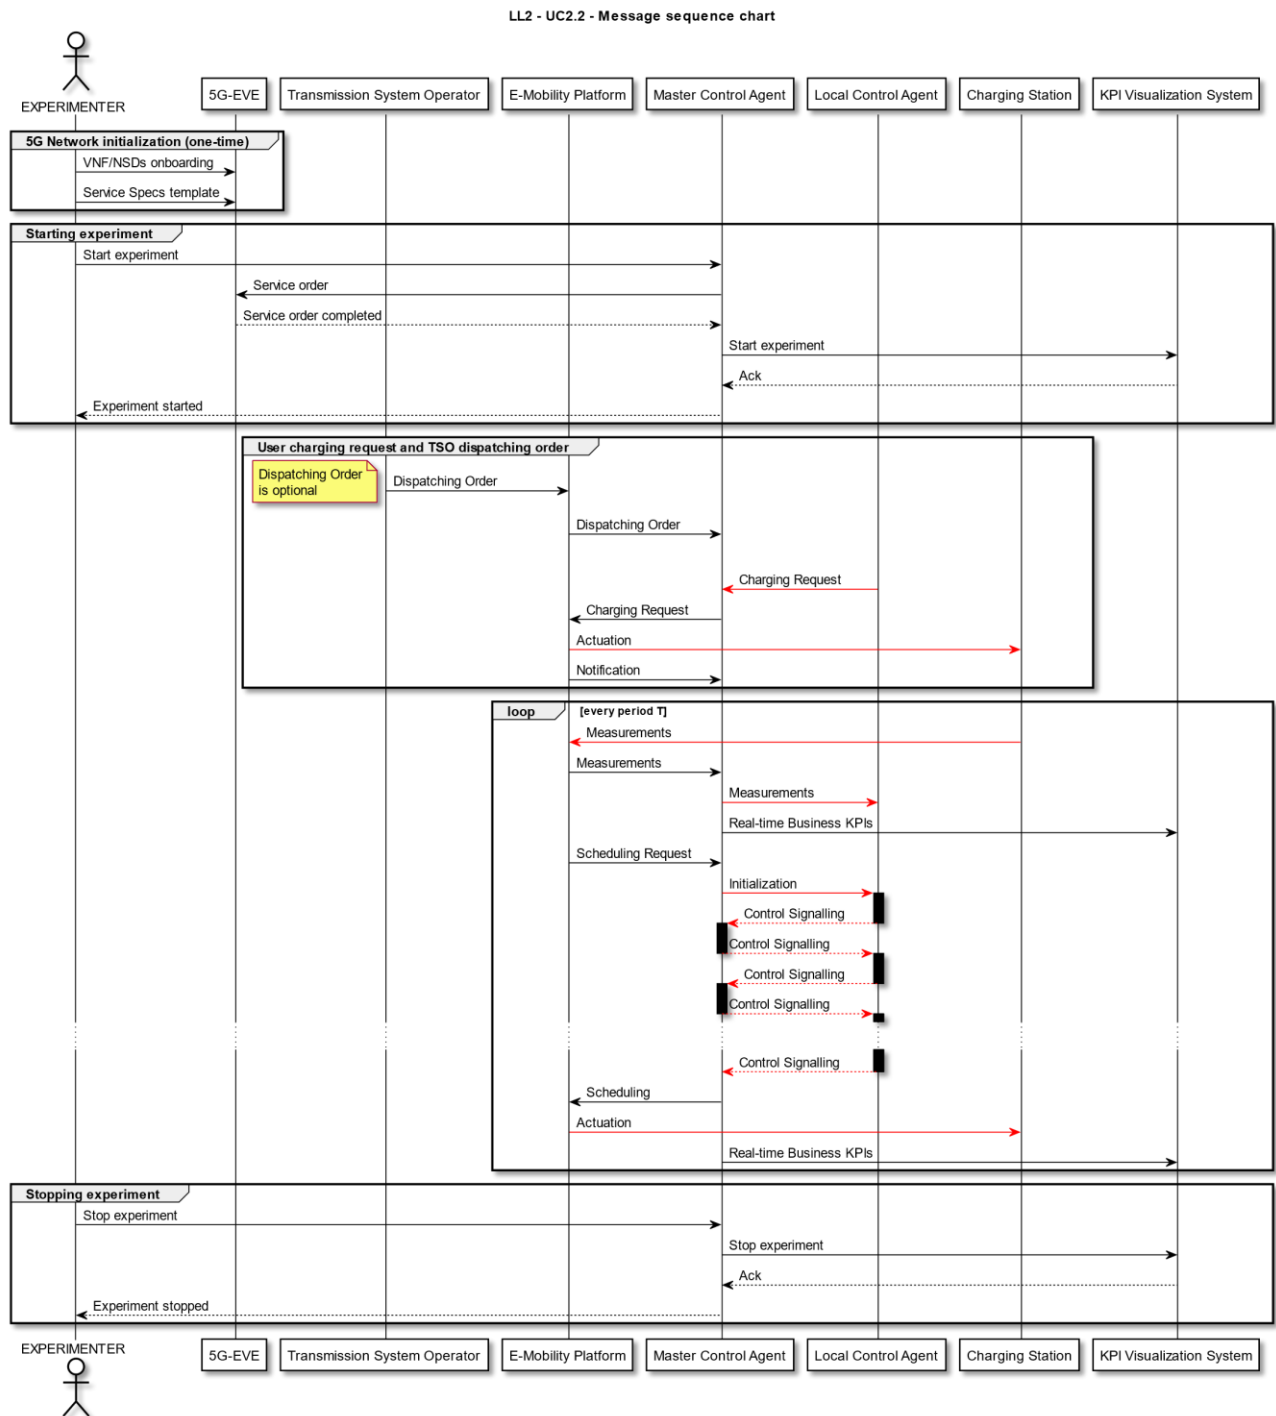 LL2 - UC2.2 - Message sequence chart
EXPERIMENTER
5G-EVE
Transmission System Operator
E-Mobility Platform
Master Control Agent
Local Control Agent
Charging Station
KPI Visualization System
5G Network initialization (one-time)
VNF/NSDs onboarding
Service Specs template
Starting experiment
Start experiment
Service order
Service order completed
Start experiment
Ack
Experiment started
User charging request and TSO dispatching order
Dispatching Order
is optional
Dispatching Order
Dispatching Order
Charging Request
Charging Request
Actuation
Notification
loop
[every period T]
Measurements
Measurements
Measurements
Real-time Business KPIs
Scheduling Request
Initialization
Control Signalling
Control Signalling
Control Signalling
Control Signalling
Control Signalling
Scheduling
Actuation
Real-time Business KPIs
Stopping experiment
Stop experiment
Stop experiment
Ack
Experiment stopped
EXPERIMENTER
5G-EVE
Transmission System Operator
E-Mobility Platform
Master Control Agent
Local Control Agent
Charging Station
KPI Visualization System